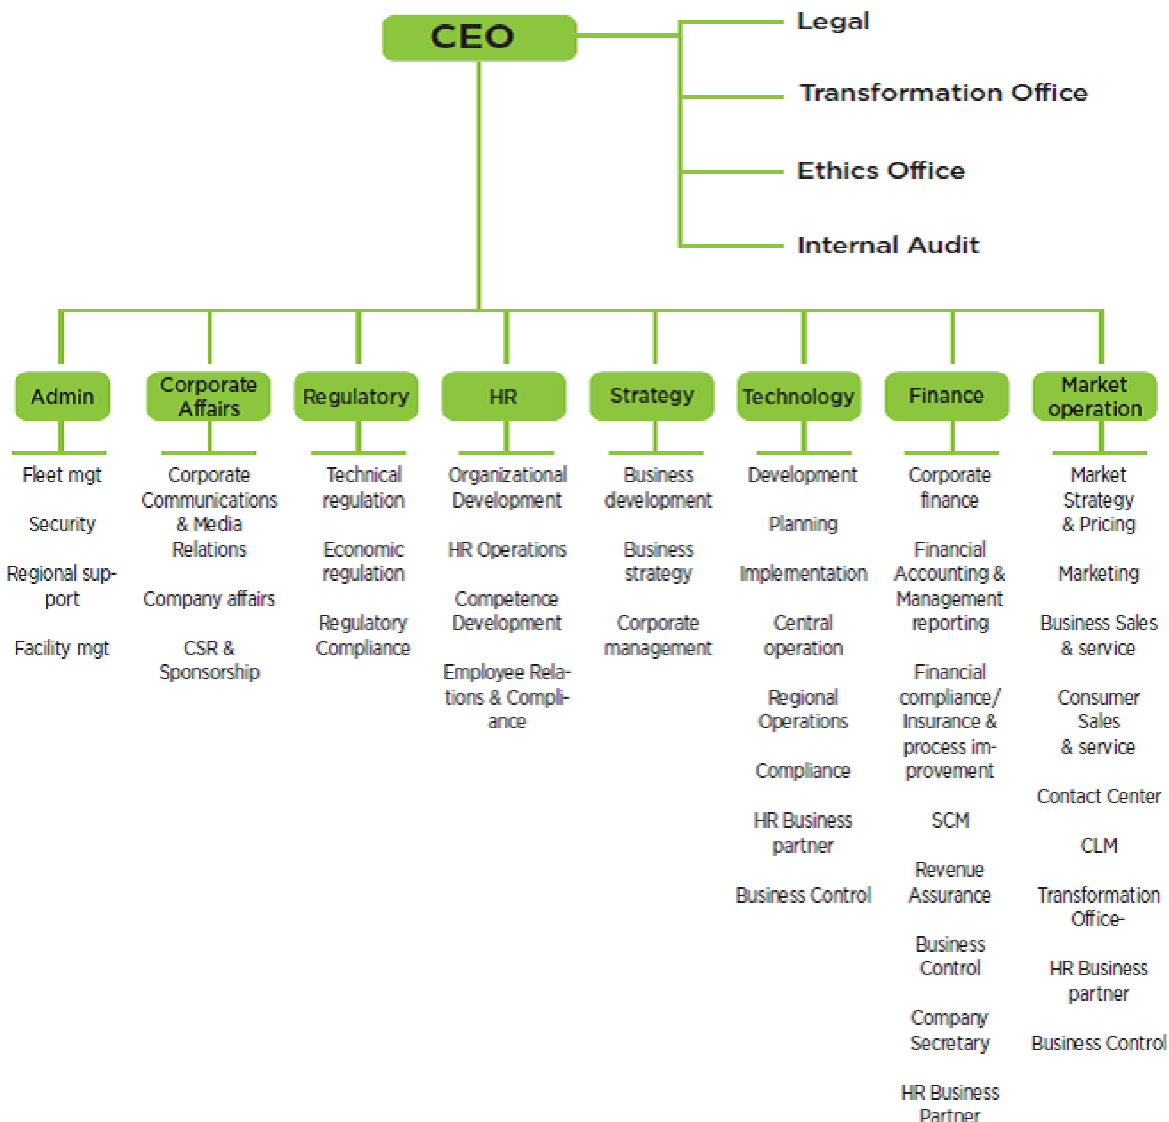 CEO
Legal
Transformation Office
Ethics Office
Internal Audit
Admin
Fleet mgt
Security
Regional sup-
port
Facility mgt
Corporate
Affairs
Corporate
Communications
& Media
Relations
Company affairs
CSR &
Sponsorship
Regulatory
Technical
regulation
Economic
regulation
Regulatory
Compliance
HR
Organizational
Development
HR Operations
Competence
Development
Employee Rela-
tions & Compli-
ance
Strategy
Business
development
Business
strategy
Corporate
management
Technology
Development
Planning
Implementation
Central
operation
Regional
Operations
Compliance
HR Business
partner
Business Control
Finance
Corporate
finance
Financial
Accounting &
Management
reporting
Financial
compliance/
Insurance &
process im-
provement
SCM
Revenue
Assurance
Business
Control
Company
Secretary
HR Business
Partner
Market
operation
Market
Strategy
& Pricing
Marketing
Business Sales
& service
Consumer
Sales
& service
Contact Center
CLM
Transformation
Office-
HR Business
partner
Business Control